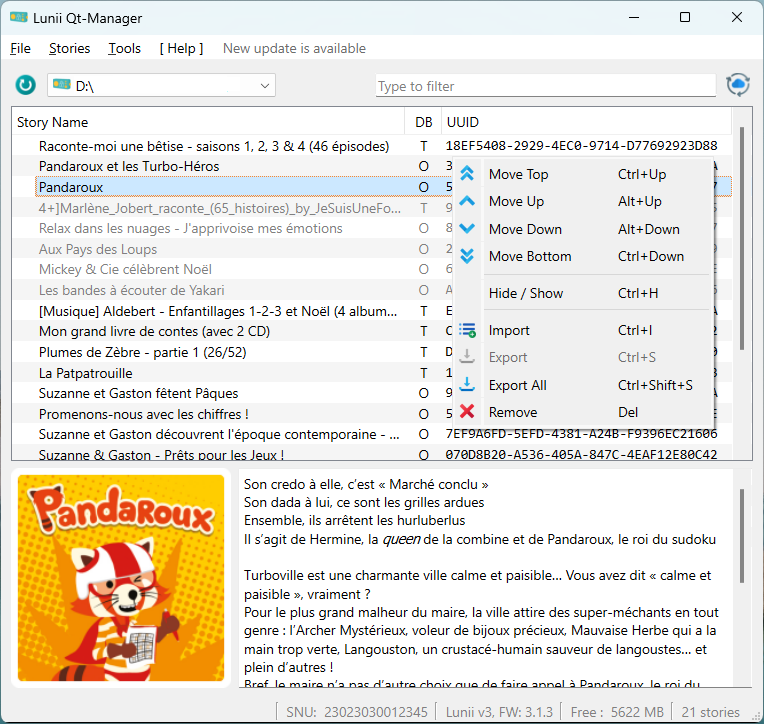 Lunii Qt-Manager
File Stories Tools [ Help ] New update is available
D:\ Type to filter
Story Name DB UUID
Raconte-moi une bêtise - saisons 1, 2, 3 & 4 (46 épisodes) T 18EF5408-2929-4EC0-9714-D77692923D88
Pandaroux et les Turbo-Héros O 3 A
Pandaroux O 5 7
4+]Marlène_Jobert_raconte_(65_histoires)_by_JeSuisUneFo... T 9 5
Relax dans les nuages - J'apprivoise mes émotions O 8 7
Aux Pays des Loups O 2
Mickey & Cie célèbrent Noël O 6 E
Les bandes à écouter de Yakari O A
[Musique] Aldebert - Enfantillages 1-2-3 et Noël (4 album... T E A
Mon grand livre de contes (avec 2 CD) T C 2
Plumes de Zèbre - partie 1 (26/52) T D 0
La Patpatrouille T 1 3
Suzanne et Gaston fêtent Pâques O 9 E
Promenons-nous avec les chiffres ! O 5
Suzanne et Gaston découvrent l'époque contemporaine - ... O 7EF9A6FD-5EFD-4381-A24B-F9396EC21606
Suzanne & Gaston - Prêts pour les Jeux ! O 070D8B20-A536-405A-847C-4EAF12E80C42
Move Top Ctrl+Up
Move Up Alt+Up
Move Down Alt+Down
Move Bottom Ctrl+Down
Hide / Show Ctrl+H
Import Ctrl+I
Export Ctrl+S
Export All Ctrl+Shift+S
Remove Del
PandaRoux
Son credo à elle, c'est « Marché conclu »
Son dada à lui, ce sont les grilles ardues
Ensemble, ils arrêtent les hurluberlus
Il s'agit de Hermine, la queen de la combine et de Pandaroux, le roi du sudoku
Turboville est une charmante ville calme et paisible… Vous avez dit « calme et
paisible », vraiment ?
Pour le plus grand malheur du maire, la ville attire des super-méchants en tout
genre : l'Archer Mystérieux, voleur de bijoux précieux, Mauvaise Herbe qui a la
main trop verte, Langouston, un crustacé-humain sauveur de langoustes… et
plein d'autres !
Bref, le maire n'a pas d'autre choix que de faire appel à Pandaroux, le roi du
SNU: 23023030012345 Lunii v3, FW: 3.1.3 Free : 5622 MB 21 stories